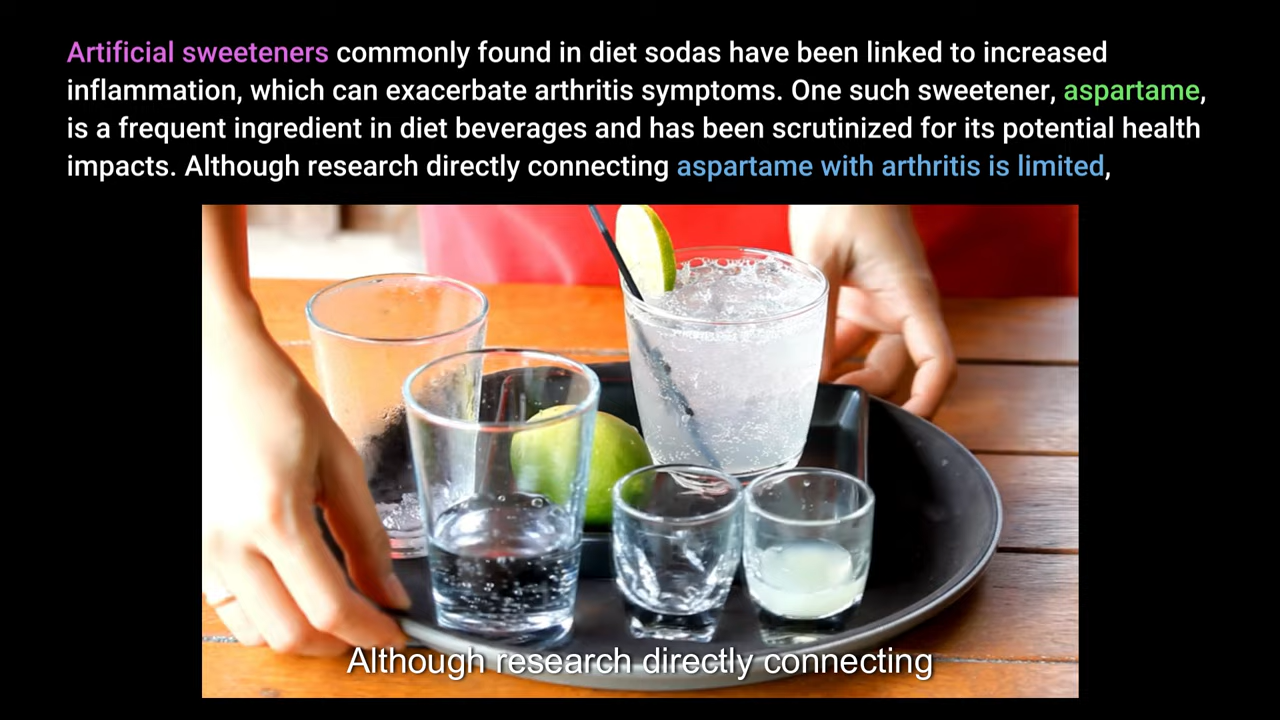 Artificial sweeteners commonly found in diet sodas have been linked to increased
inflammation, which can exacerbate arthritis symptoms. One such sweetener, aspartame,
is a frequent ingredient in diet beverages and has been scrutinized for its potential health
impacts. Although research directly connecting aspartame with arthritis is limited,
Although research directly connecting